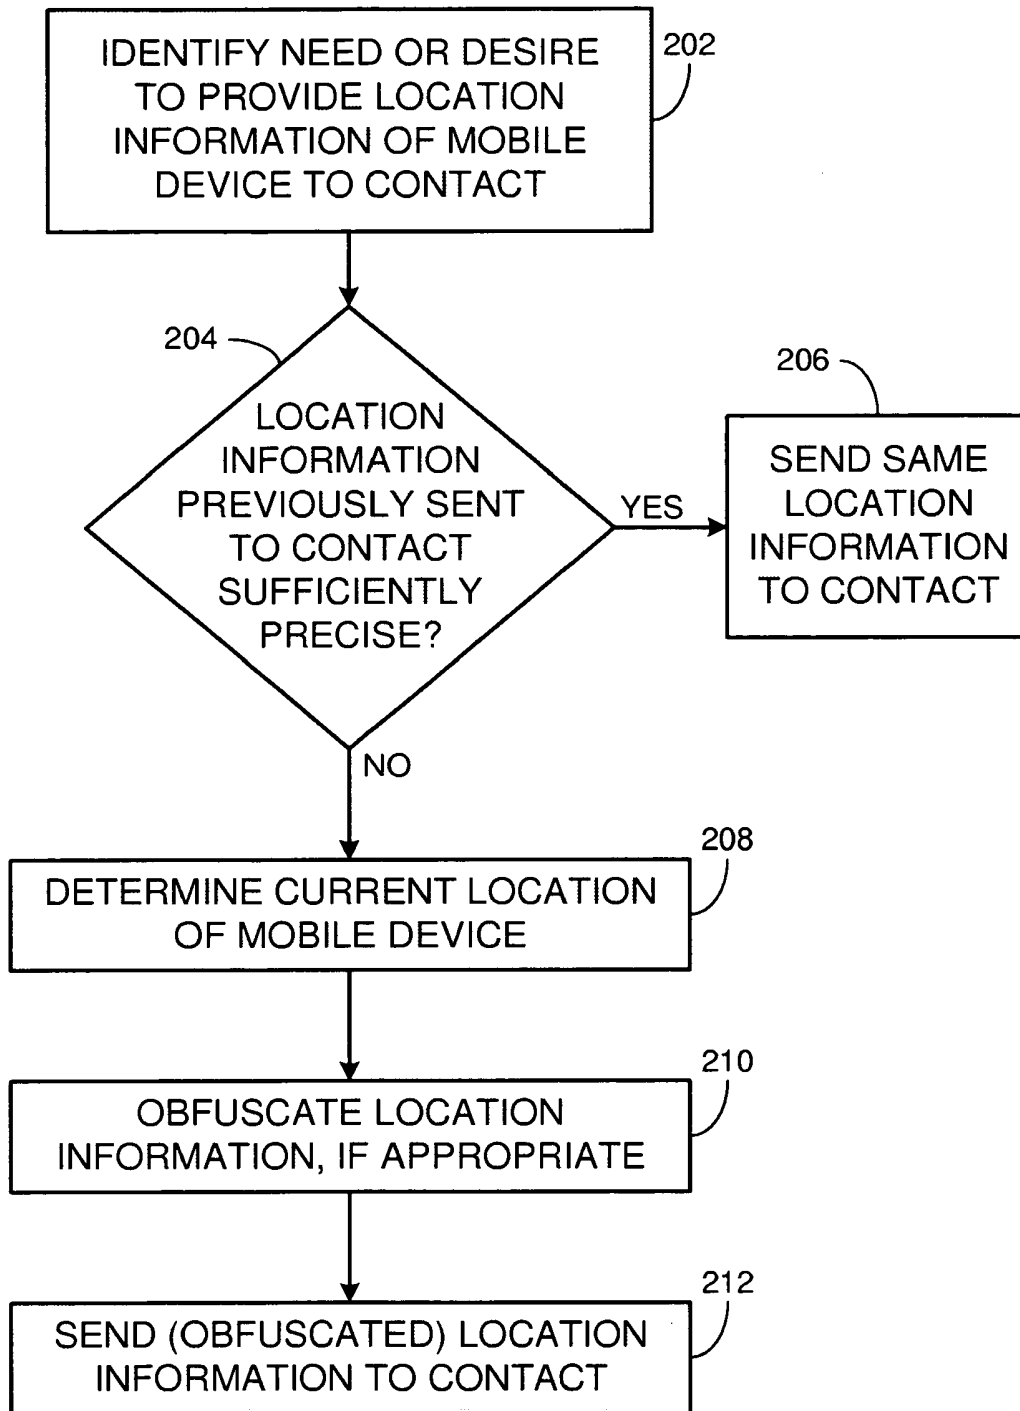 IDENTIFY NEED OR DESIRE
TO PROVIDE LOCATION
INFORMATION OF MOBILE
DEVICE TO CONTACT
202
204
LOCATION
INFORMATION
PREVIOUSLY SENT
TO CONTACT
SUFFICIENTLY
PRECISE?
YES
206
SEND SAME
LOCATION
INFORMATION
TO CONTACT
NO
208
DETERMINE CURRENT LOCATION
OF MOBILE DEVICE
210
OBFUSCATE LOCATION
INFORMATION, IF APPROPRIATE
212
SEND (OBFUSCATED) LOCATION
INFORMATION TO CONTACT